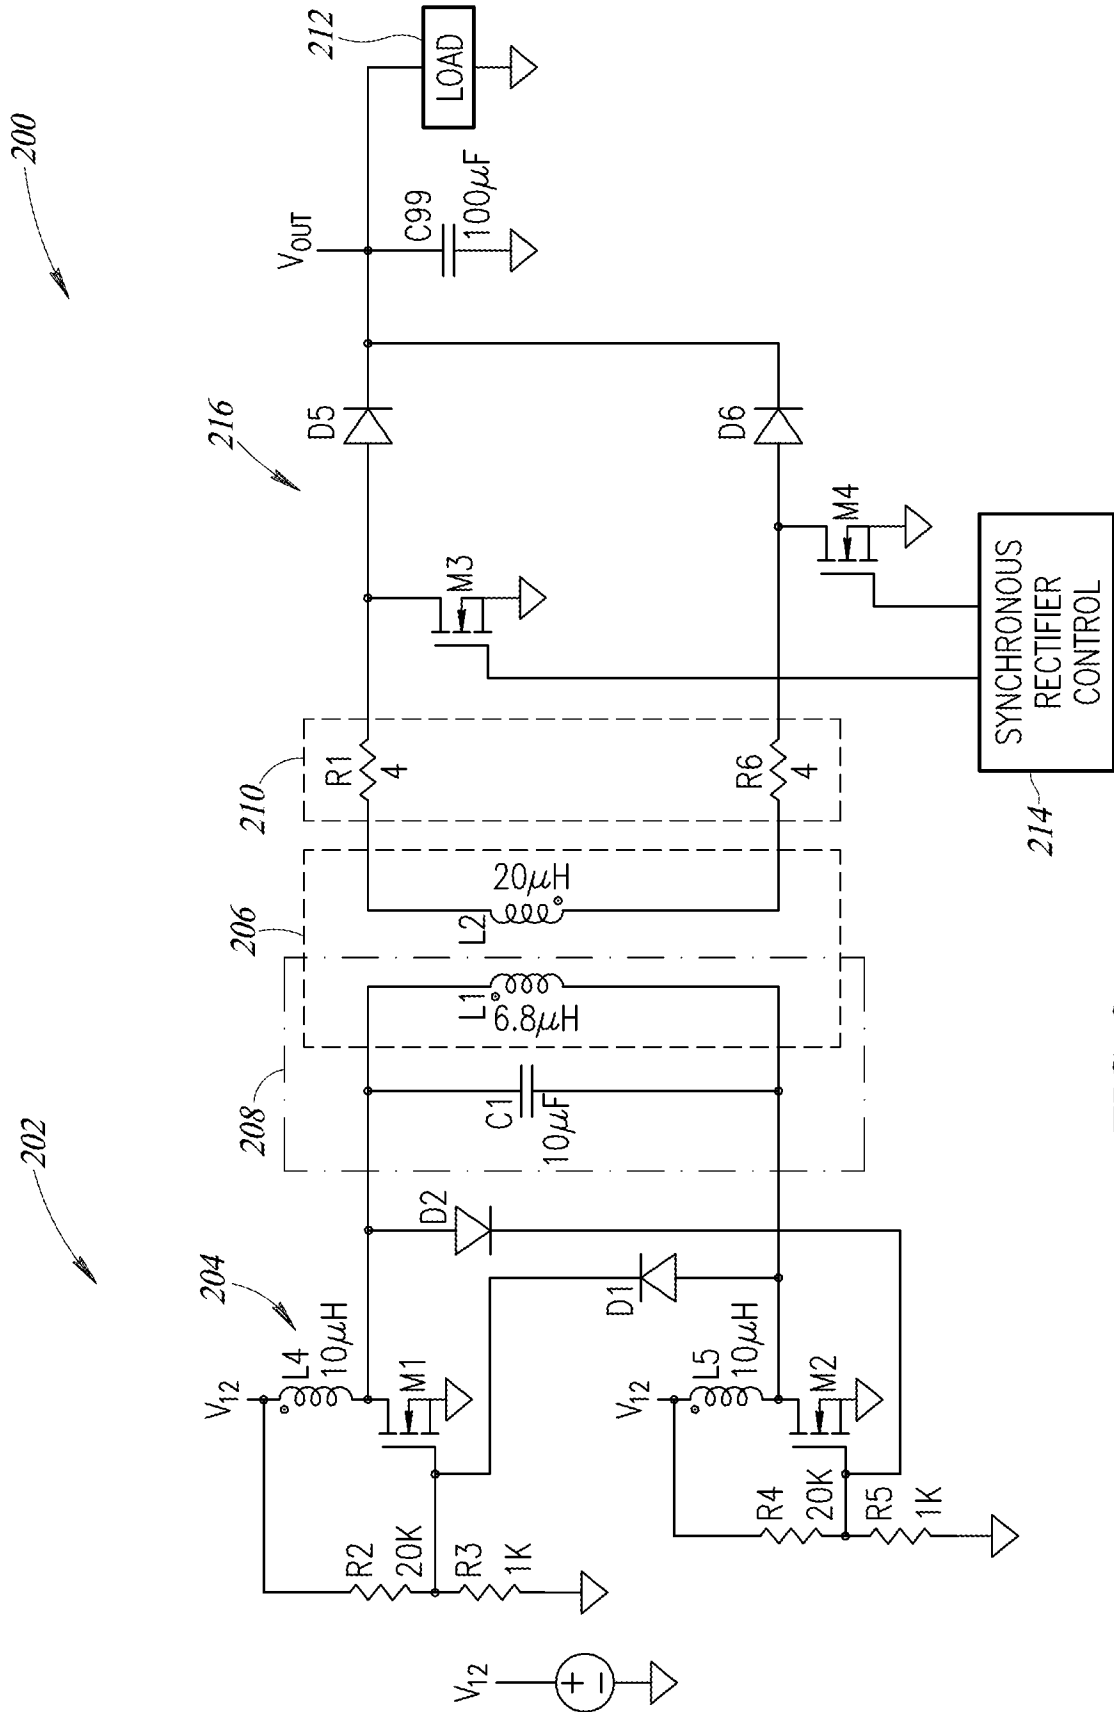 200
202
204
V12
L4
10µH
M1
R2
20K
R3
1K
V12
V12
L5
10µH
M2
R4
20K
R5
1K
D2
D1
208
C1
10µF
206
L1
6.8µH
L2
20µH
210
R1
4
R6
4
216
M3
D5
M4
D6
VOUT
C99
100µF
212
LOAD
SYNCHRONOUS
RECTIFIER
CONTROL
214